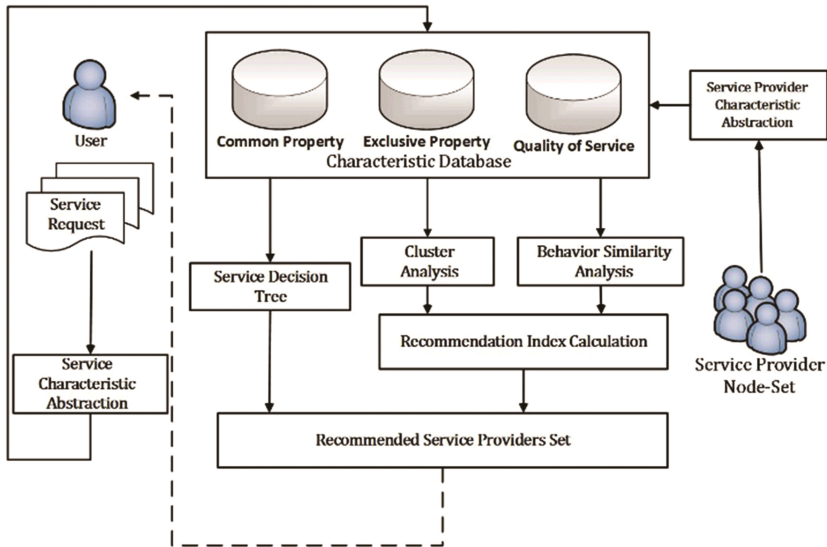 User
Service
Request
Service
Characteristic
Abstraction
Common Property
Exclusive Property
Quality of Service
Characteristic Database
Service Provider
Characteristic
Abstraction
Service Decision
Tree
Cluster
Analysis
Behavior Similarity
Analysis
Recommendation Index Calculation
Recommended Service Providers Set
Service Provider
Node-Set